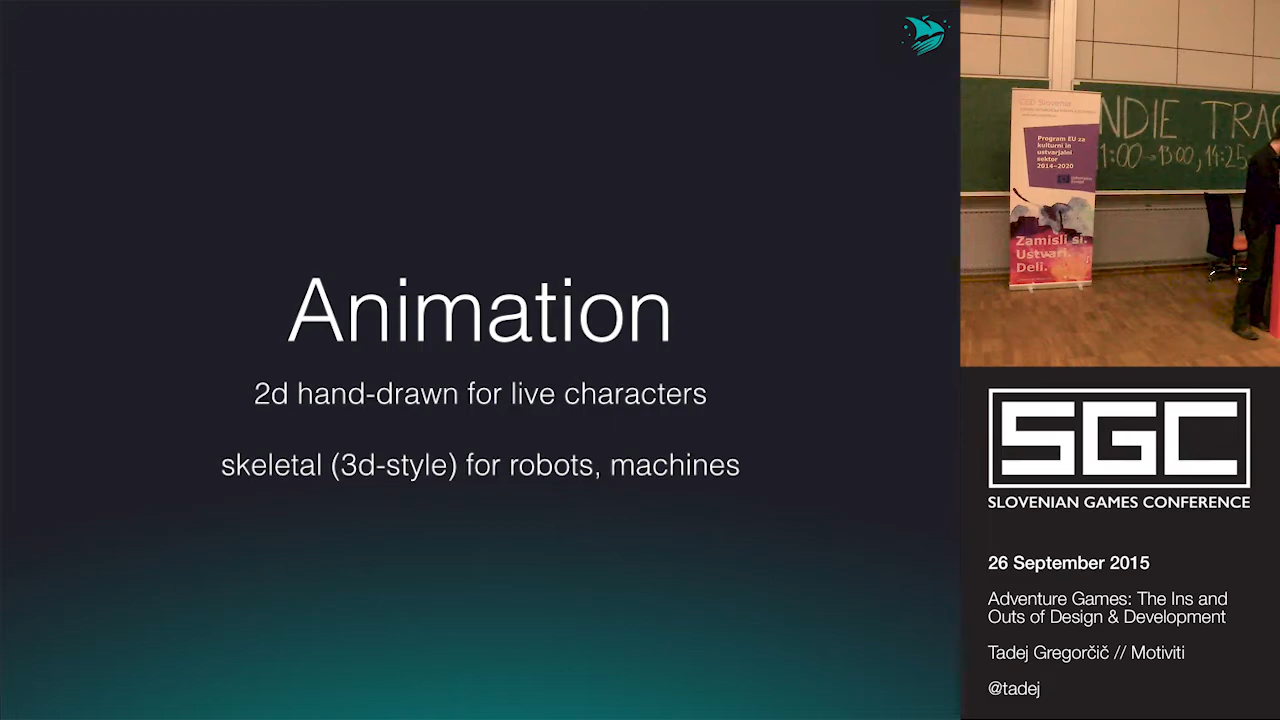 Animation
2d hand-drawn for live characters
skeletal (3d-style) for robots, machines
NDIE TRA
1:00 → 13:00, 14:25
Program EU za
kulturni in
ustvarjalni
sektor
2014–2020
Zamisli si.
Ustvari.
Deli.
SGC
SLOVENIAN GAMES CONFERENCE
26 September 2015
Adventure Games: The Ins and
Outs of Design & Development
Tadej Gregorčič // Motiviti
@tadej